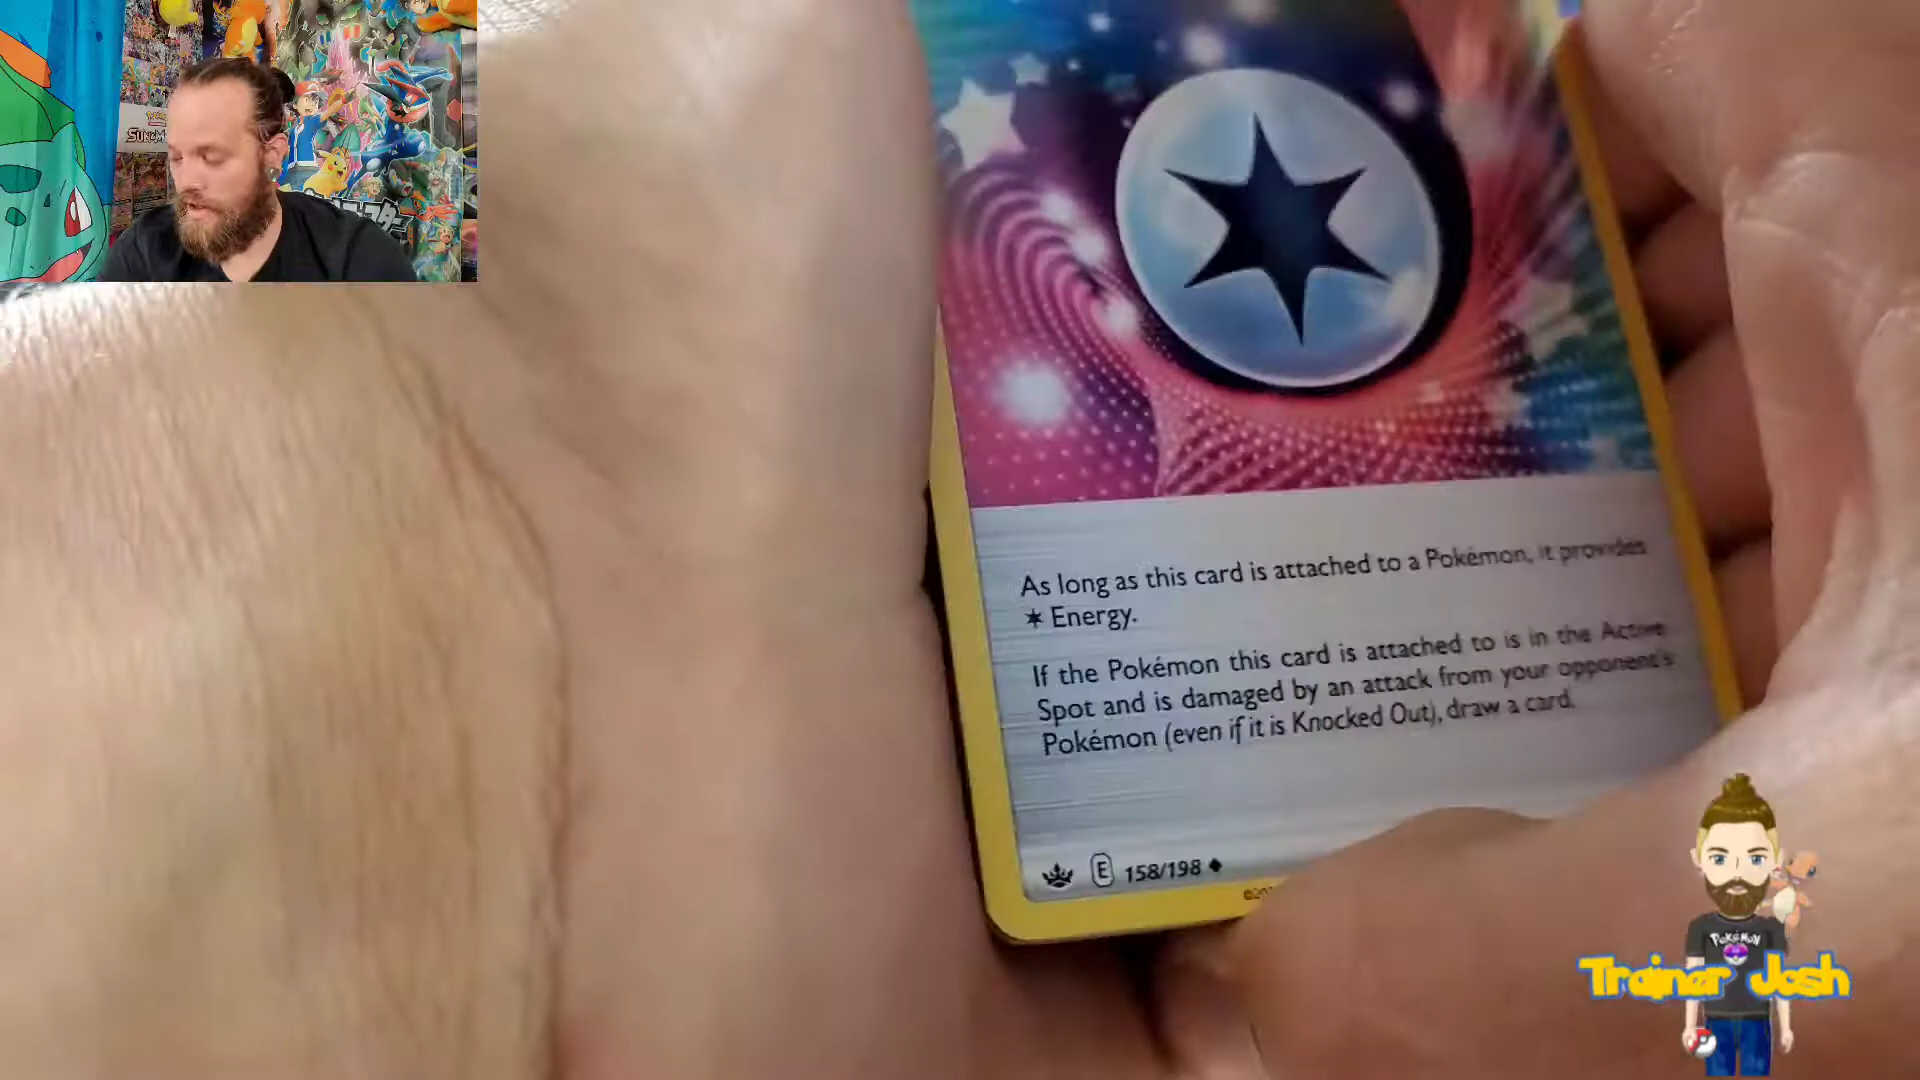 As long as this card is attached to a Pokémon, it provides
✶ Energy.
If the Pokémon this card is attached to is in the Active
Spot and is damaged by an attack from your opponent's
Pokémon (even if it is Knocked Out), draw a card.
E 158/198
POKéMON
Trainer Josh